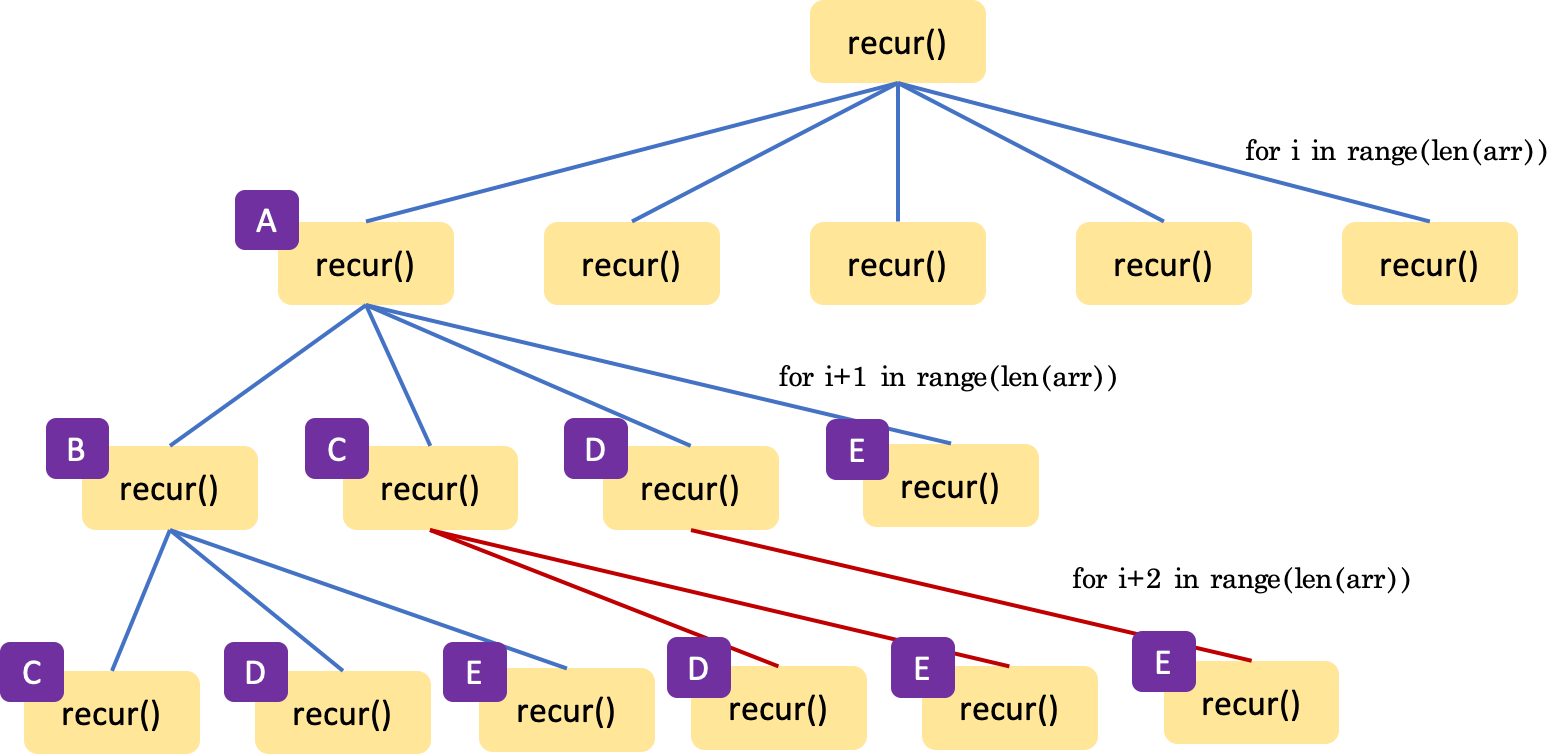 recur()
for i in range(len(arr))
A
recur()
recur()
recur()
recur()
recur()
for i+1 in range(len(arr))
B
recur()
C
recur()
D
recur()
E
recur()
for i+2 in range(len(arr))
C
recur()
D
recur()
E
recur()
D
recur()
E
recur()
E
recur()